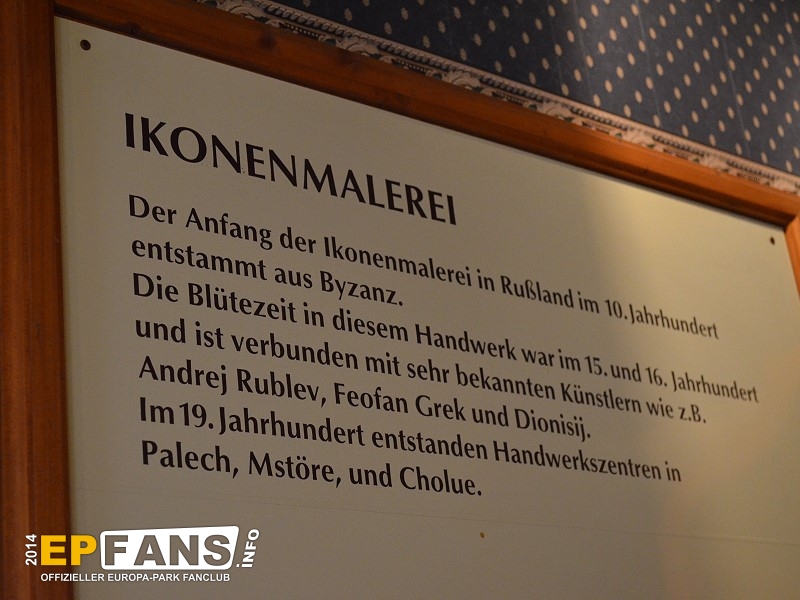 IKONENMALEREI
Der Anfang der Ikonenmalerei in Rußland im 10. Jahrhundert
entstammt aus Byzanz.
Die Blütezeit in diesem Handwerk war im 15. und 16. Jahrhundert
und ist verbunden mit sehr bekannten Künstlern wie z.B.
Andrej Rublev, Feofan Grek und Dionisij.
Im 19. Jahrhundert entstanden Handwerkszentren in
Palech, Mstöre, und Cholue.
2014 EPFANS.INFO
OFFIZIELLER EUROPA-PARK FANCLUB